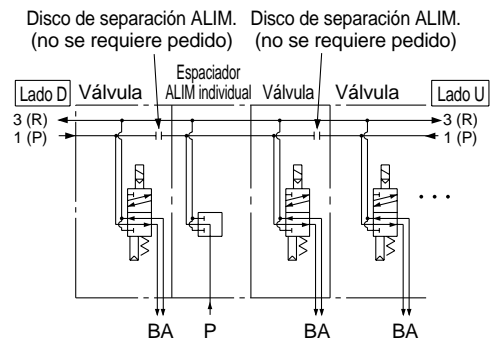 Disco de separación ALIM. Disco de separación ALIM.
(no se requiere pedido) (no se requiere pedido)
Espaciador
Lado D Válvula ALIM individual Válvula Válvula Lado U
3 (R) 3 (R)
1 (P) 1 (P)
BA P BA BA